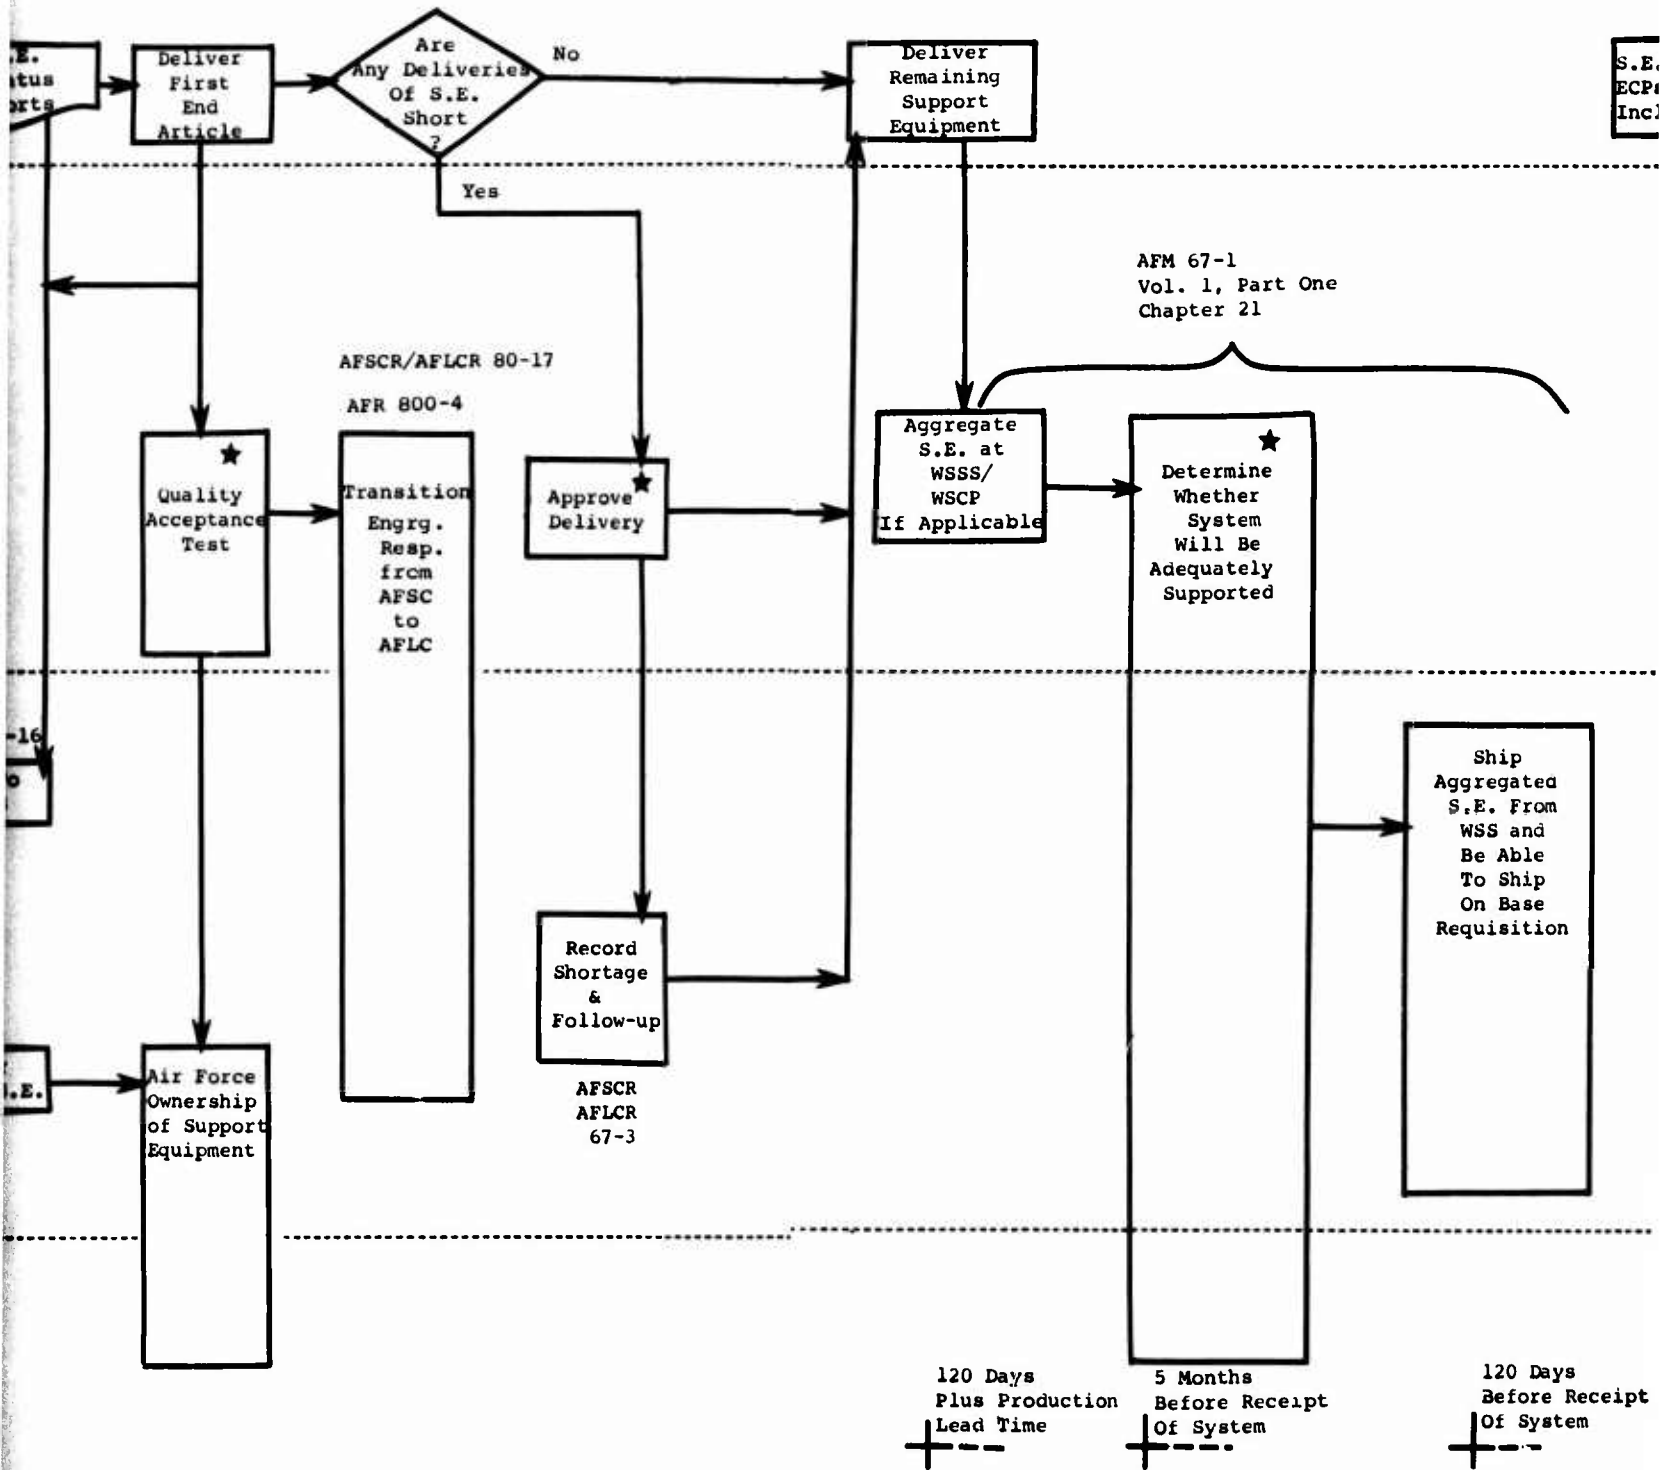 .E.
atus
orts
Deliver
First
End
Article
Are
Any Deliveries
Of S.E.
Short
?
No
Yes
Deliver
Remaining
Support
Equipment
S.E.
ECPs
Incl
AFM 67-1
Vol. 1, Part One
Chapter 21
AFSCR/AFLCR 80-17
AFR 800-4
Quality
Acceptance
Test
Transition
Engrg.
Resp.
from
AFSC
to
AFLC
Approve
Delivery
Aggregate
S.E. at
WSSS/
WSCP
If Applicable
Determine
Whether
System
Will Be
Adequately
Supported
-16
o
Ship
Aggregated
S.E. From
WSS and
Be Able
To Ship
On Base
Requisition
Record
Shortage
&
Follow-up
AFSCR
AFLCR
67-3
.E.
Air Force
Ownership
of Support
Equipment
120 Days
Plus Production
Lead Time
5 Months
Before Receipt
Of System
120 Days
Before Receipt
Of System